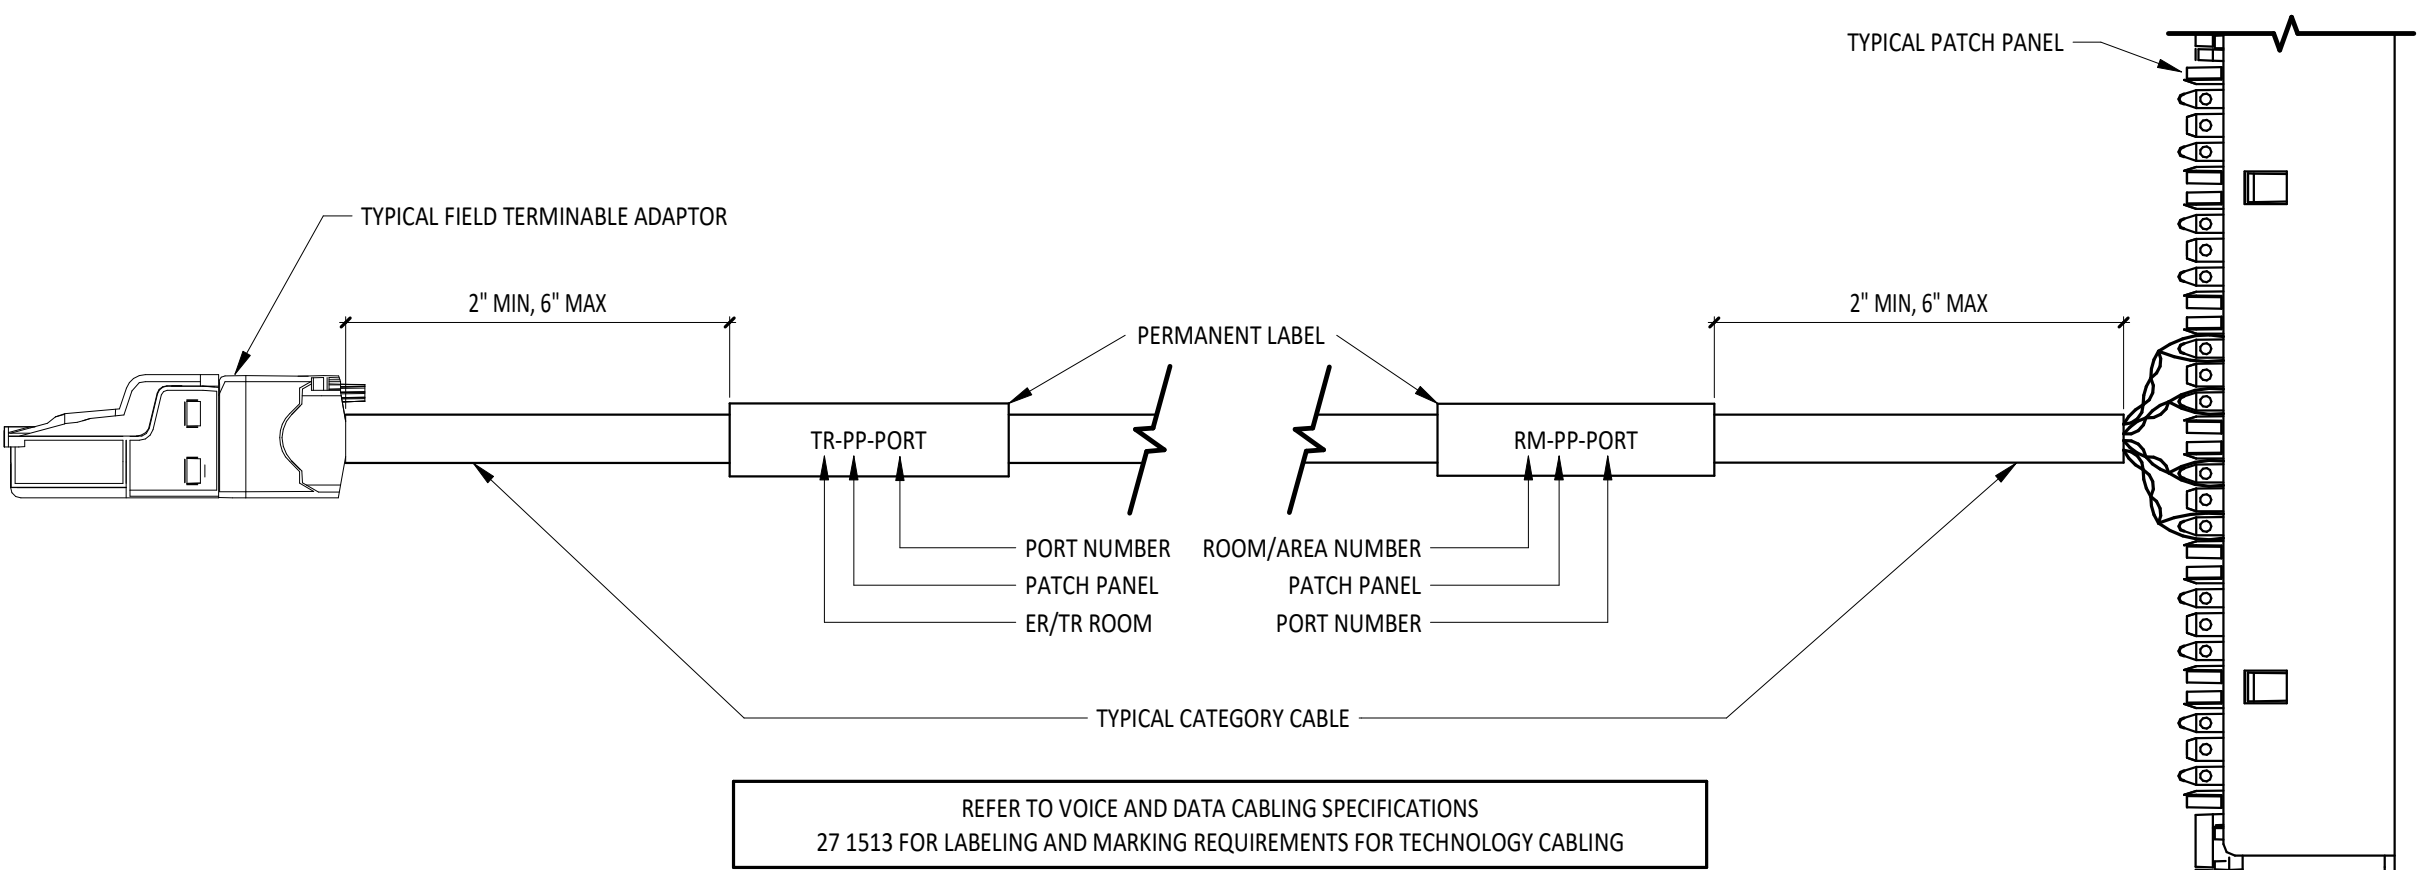 TYPICAL PATCH PANEL
TYPICAL FIELD TERMINABLE ADAPTOR
2" MIN, 6" MAX
2" MIN, 6" MAX
PERMANENT LABEL
TR-PP-PORT
RM-PP-PORT
PORT NUMBER
ROOM/AREA NUMBER
PATCH PANEL
PATCH PANEL
ER/TR ROOM
PORT NUMBER
TYPICAL CATEGORY CABLE
REFER TO VOICE AND DATA CABLING SPECIFICATIONS
27 1513 FOR LABELING AND MARKING REQUIREMENTS FOR TECHNOLOGY CABLING